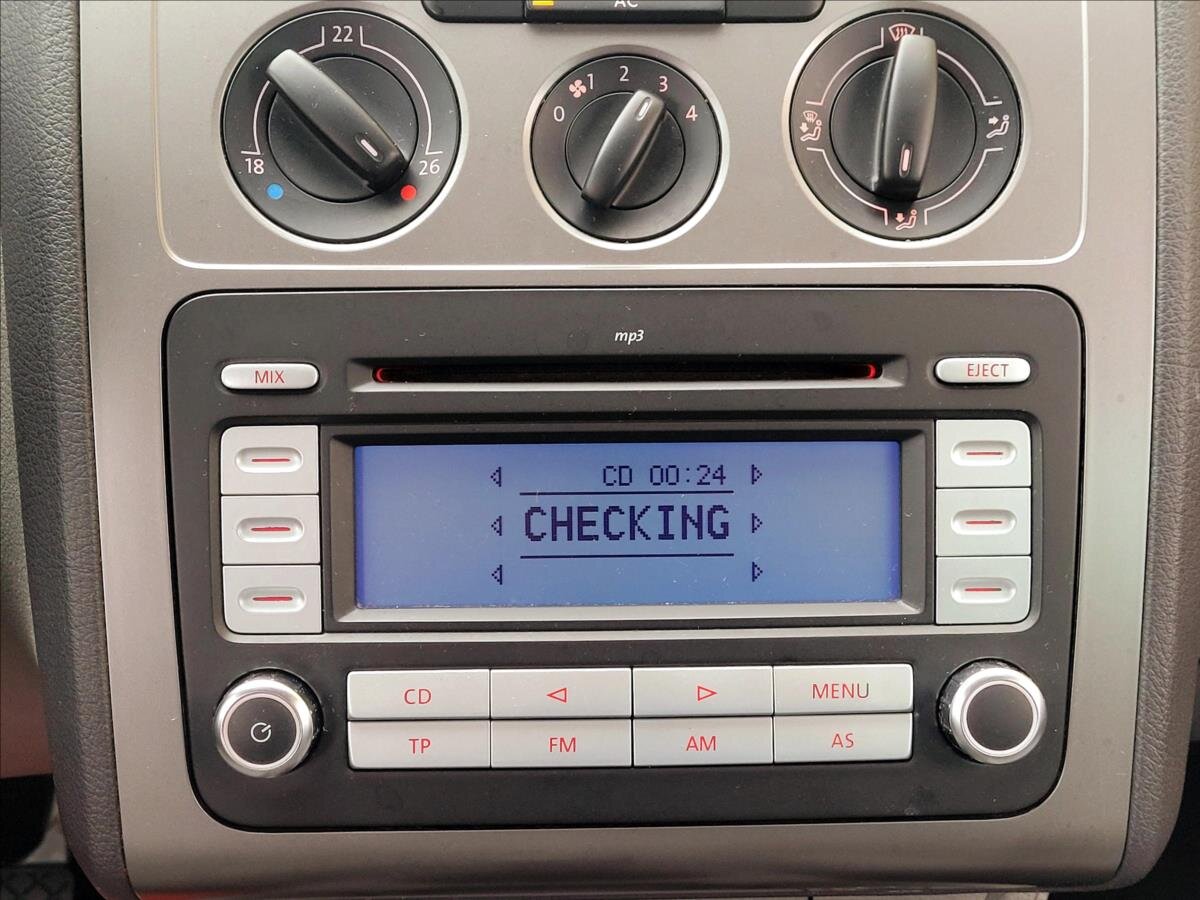 AC
22
18
26
0 1 2 3 4
mp3
MIX
EJECT
CD 00:24
CHECKING
CD
MENU
TP
FM
AM
AS